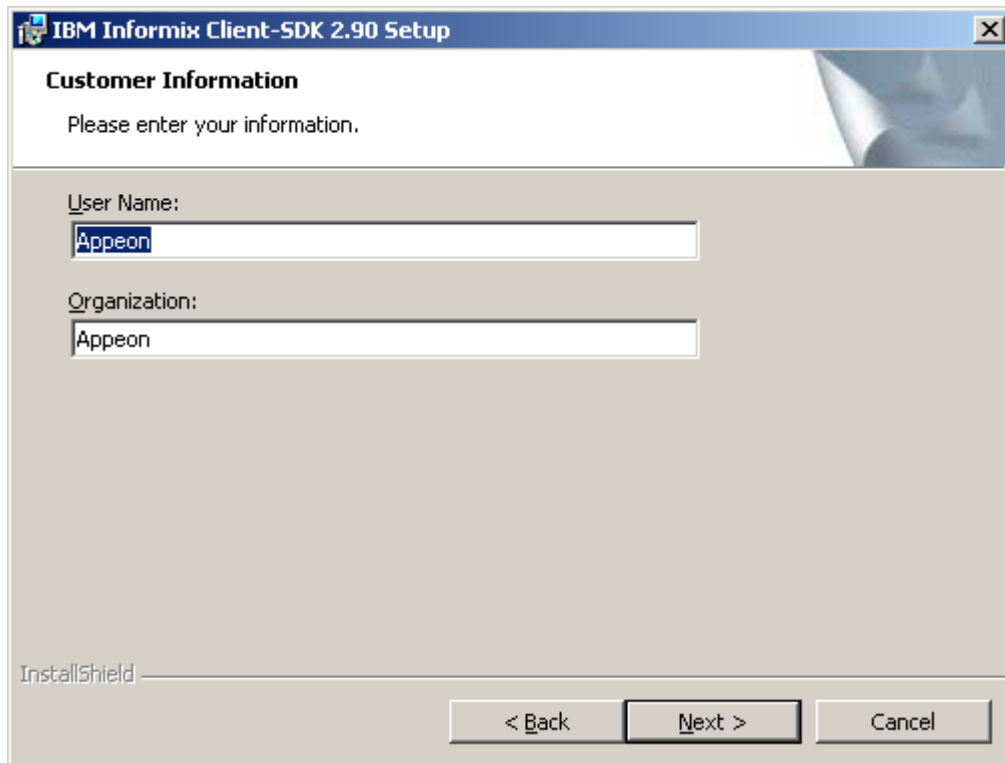 IBM Informix Client-SDK 2.90 Setup
Customer Information
Please enter your information.
User Name:
Appeon
Organization:
Appeon
InstallShield
< Back Next > Cancel